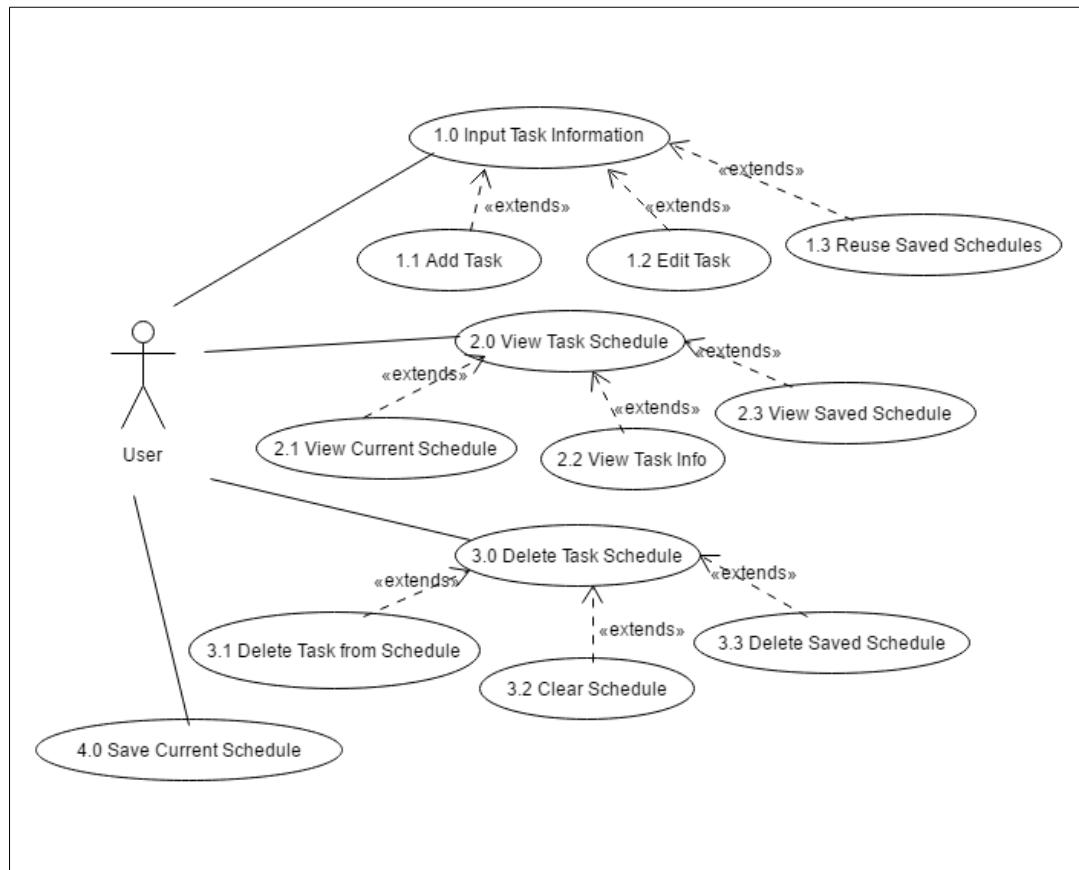 1.0 Input Task Information
«extends»
«extends»
«extends»
1.1 Add Task
1.2 Edit Task
1.3 Reuse Saved Schedules
2.0 View Task Schedule
«extends»
«extends»
«extends»
2.1 View Current Schedule
2.2 View Task Info
2.3 View Saved Schedule
User
3.0 Delete Task Schedule
«extends»
«extends»
«extends»
3.1 Delete Task from Schedule
3.2 Clear Schedule
3.3 Delete Saved Schedule
4.0 Save Current Schedule